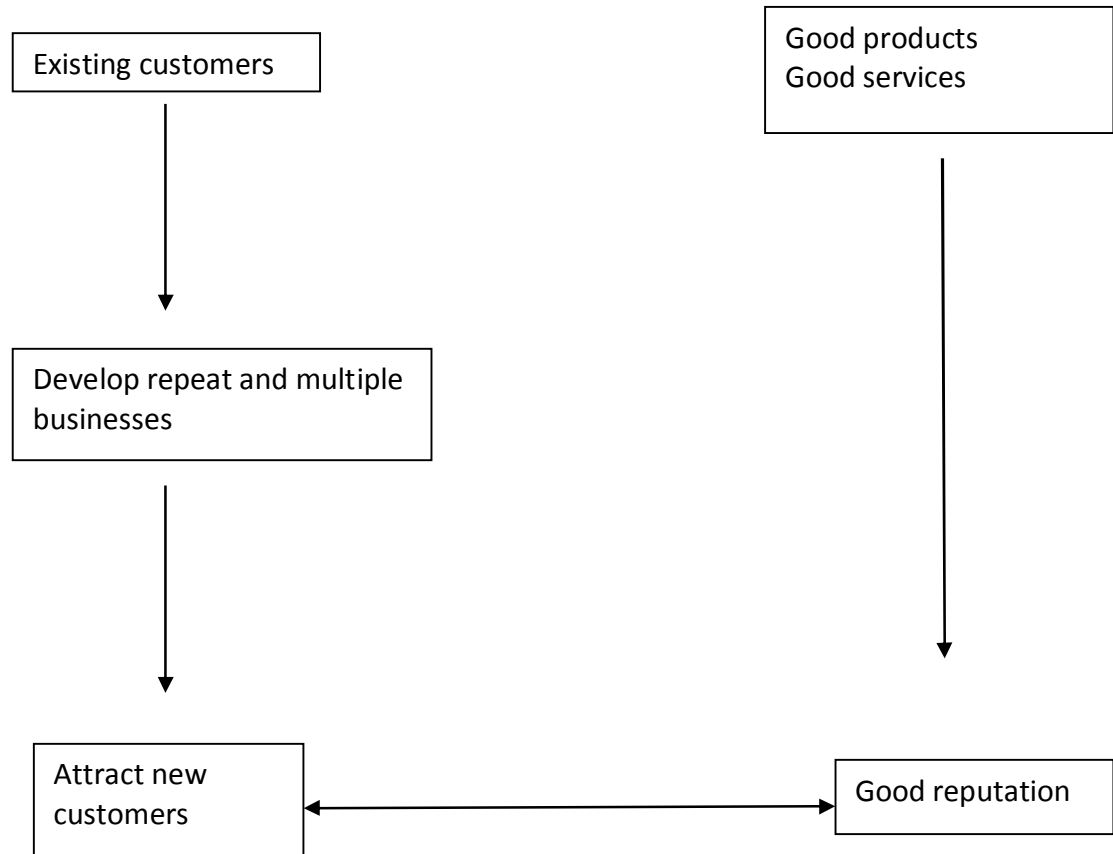 Existing customers
Good products
Good services
Develop repeat and multiple
businesses
Attract new
customers
Good reputation